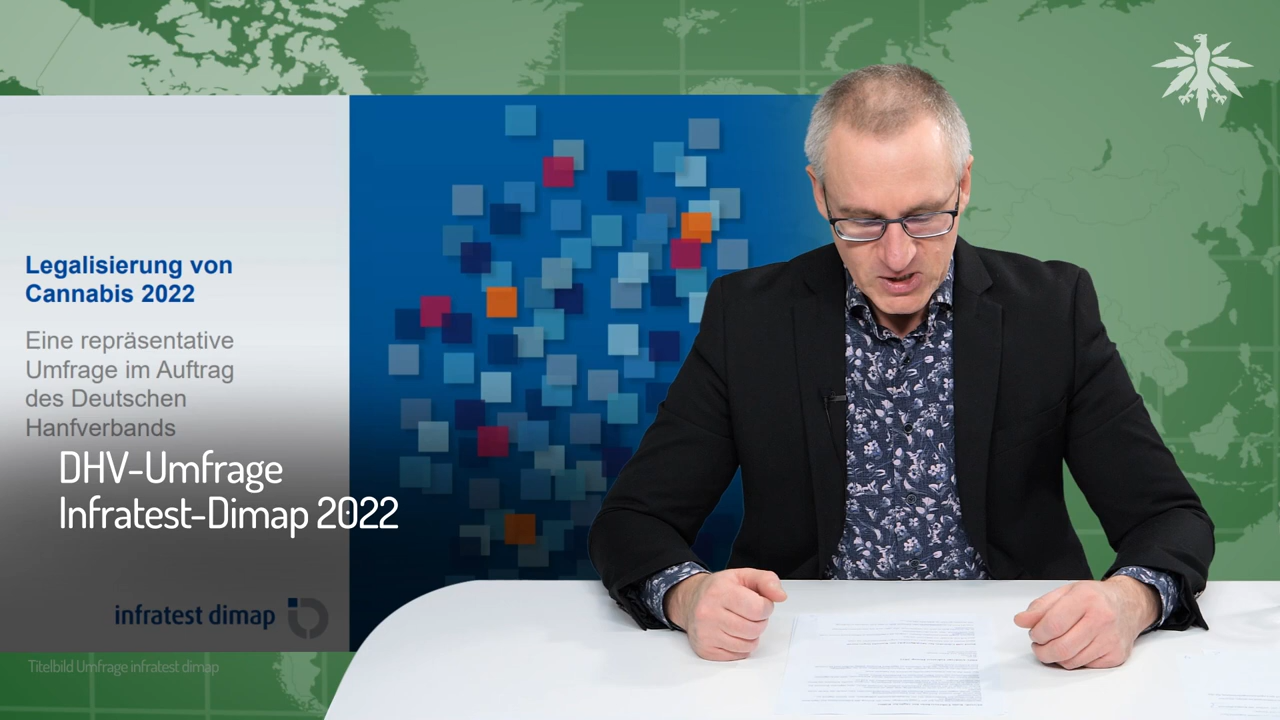 Legalisierung von
Cannabis 2022
Eine repräsentative
Umfrage im Auftrag
des Deutschen
Hanfverbands
DHV-Umfrage
Infratest-Dimap 2022
infratest dimap
Titelbild Umfrage infratest dimap